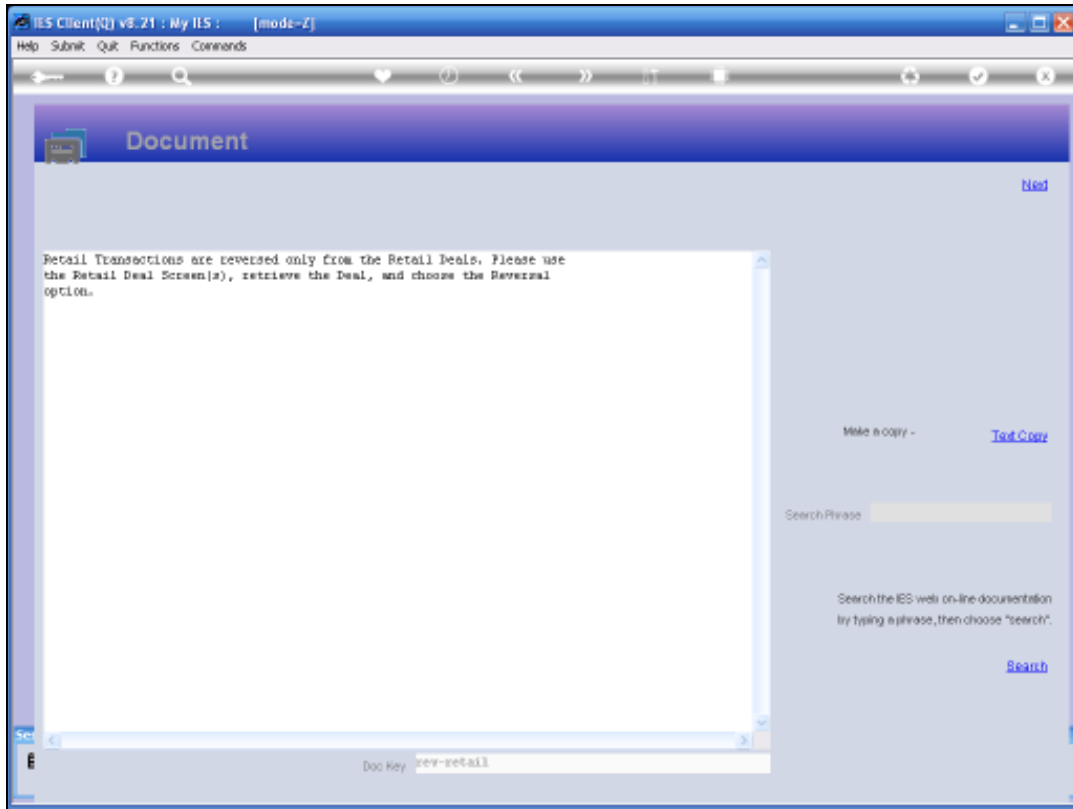 IES Client(Q) v8.21 : My IES : [mode-Z]
Help Submit Quit Functions Commands
Document
Next
Retail Transactions are reversed only from the Retail Deals. Please use
the Retail Deal Screen(s), retrieve the Deal, and choose the Reversal
option.
Make a copy -
Text Copy
Search Phrase
Search the IES web on-line documentation
by typing a phrase, then choose "search".
Search
Doc Key
rev-retail